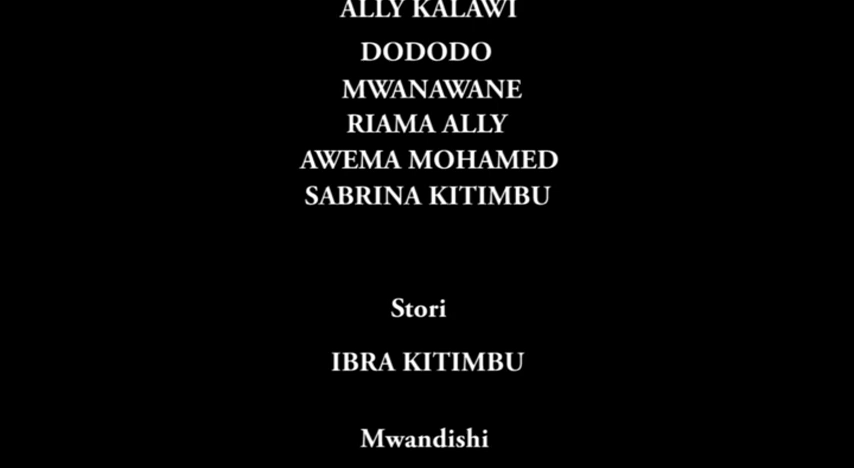 ALLY KALAWI
DODODO
MWANAWANE
RIAMA ALLY
AWEMA MOHAMED
SABRINA KITIMBU
Stori
IBRA KITIMBU
Mwandishi